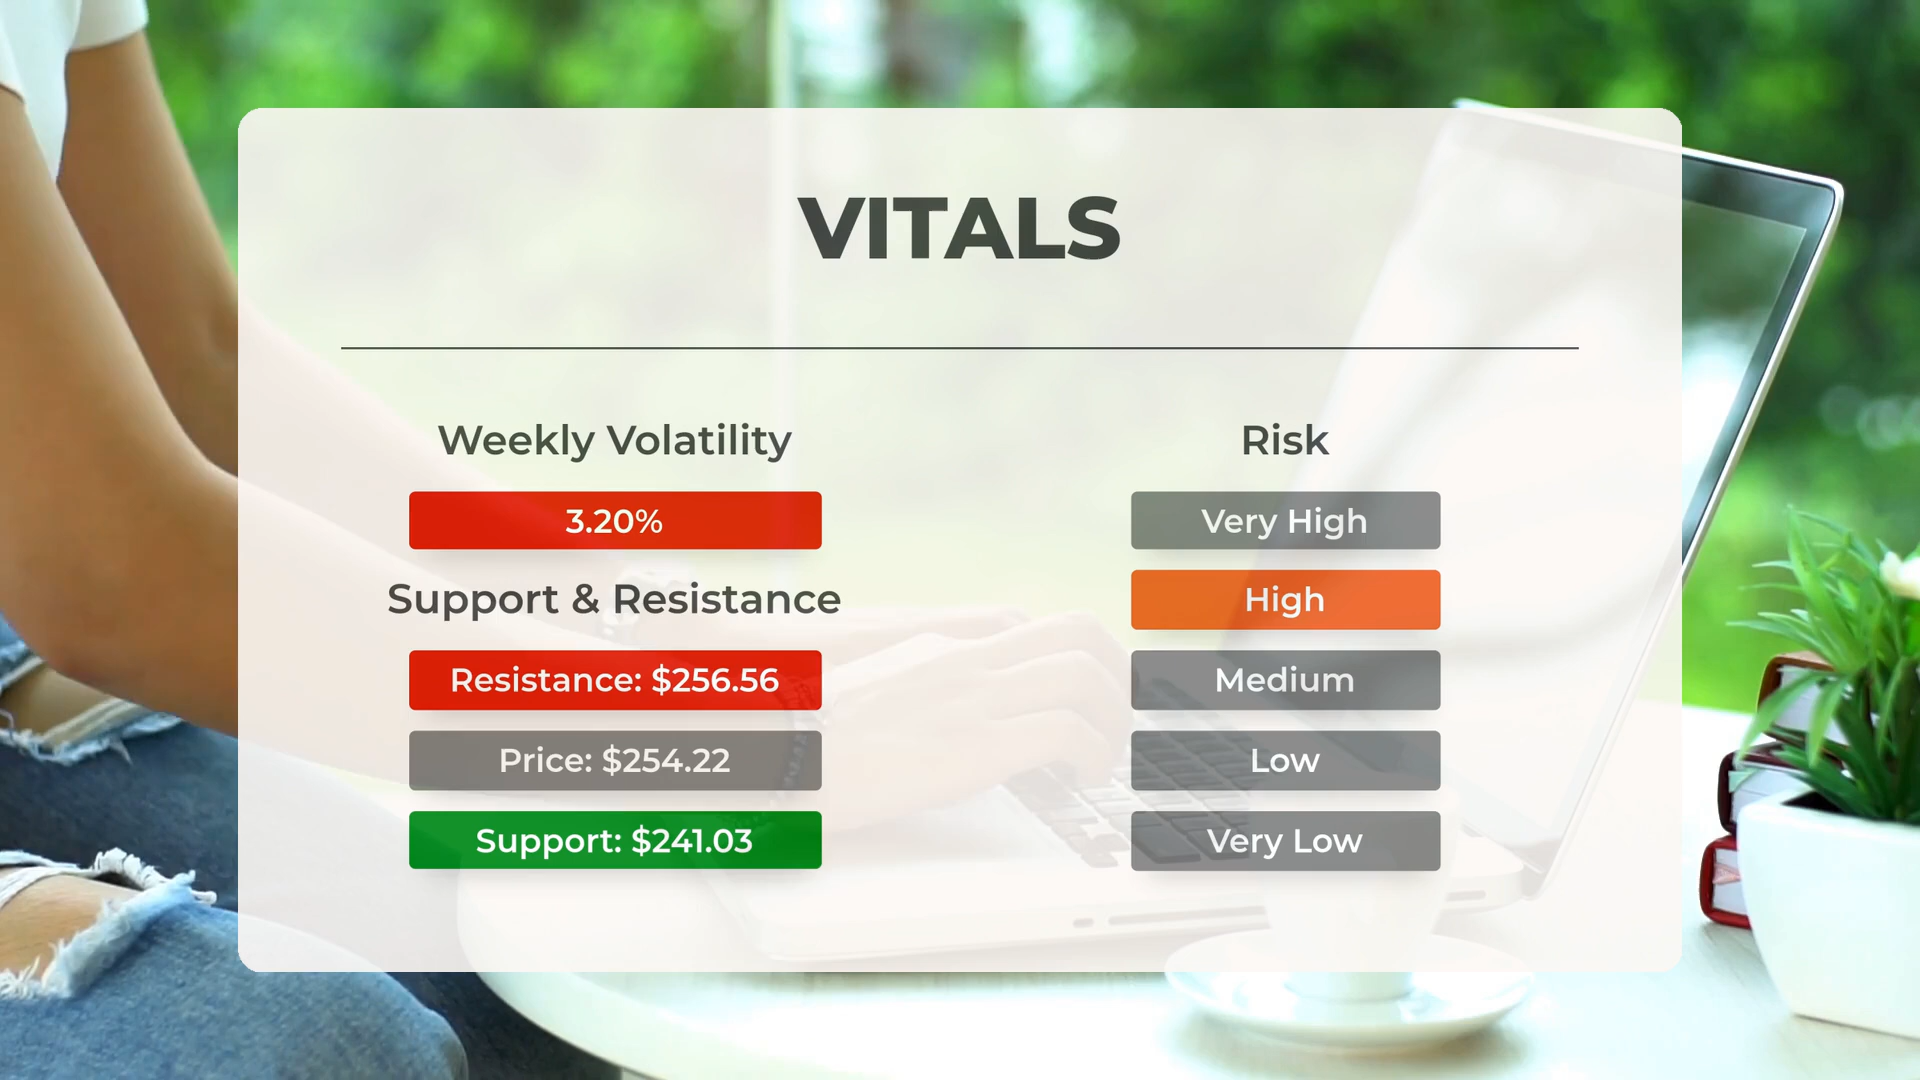 VITALS
Weekly Volatility
3.20%
Support & Resistance
Resistance: $256.56
Price: $254.22
Support: $241.03
Risk
Very High
High
Medium
Low
Very Low